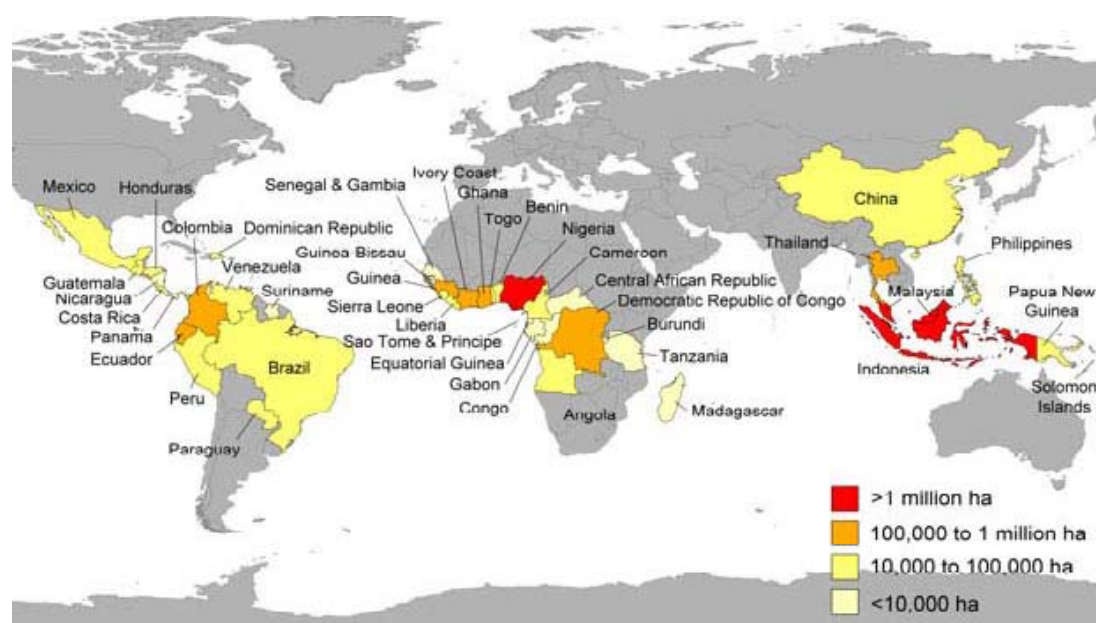 Mexico
Honduras
Colombia
Dominican Republic
Venezuela
Guatemala
Nicaragua
Suriname
Costa Rica
Panama
Ecuador
Brazil
Peru
Paraguay
Senegal & Gambia
Ivory Coast
Ghana
Togo
Benin
Nigeria
Guinea Bissau
Cameroon
Guinea
Central African Republic
Sierra Leone
Democratic Republic of Congo
Liberia
Burundi
Sao Tome & Principe
Equatorial Guinea
Tanzania
Gabon
Congo
Angola
Madagascar
China
Thailand
Philippines
Malaysia
Papua New
Guinea
Indonesia
Solomon
Islands
>1 million ha
100,000 to 1 million ha
10,000 to 100,000 ha
<10,000 ha